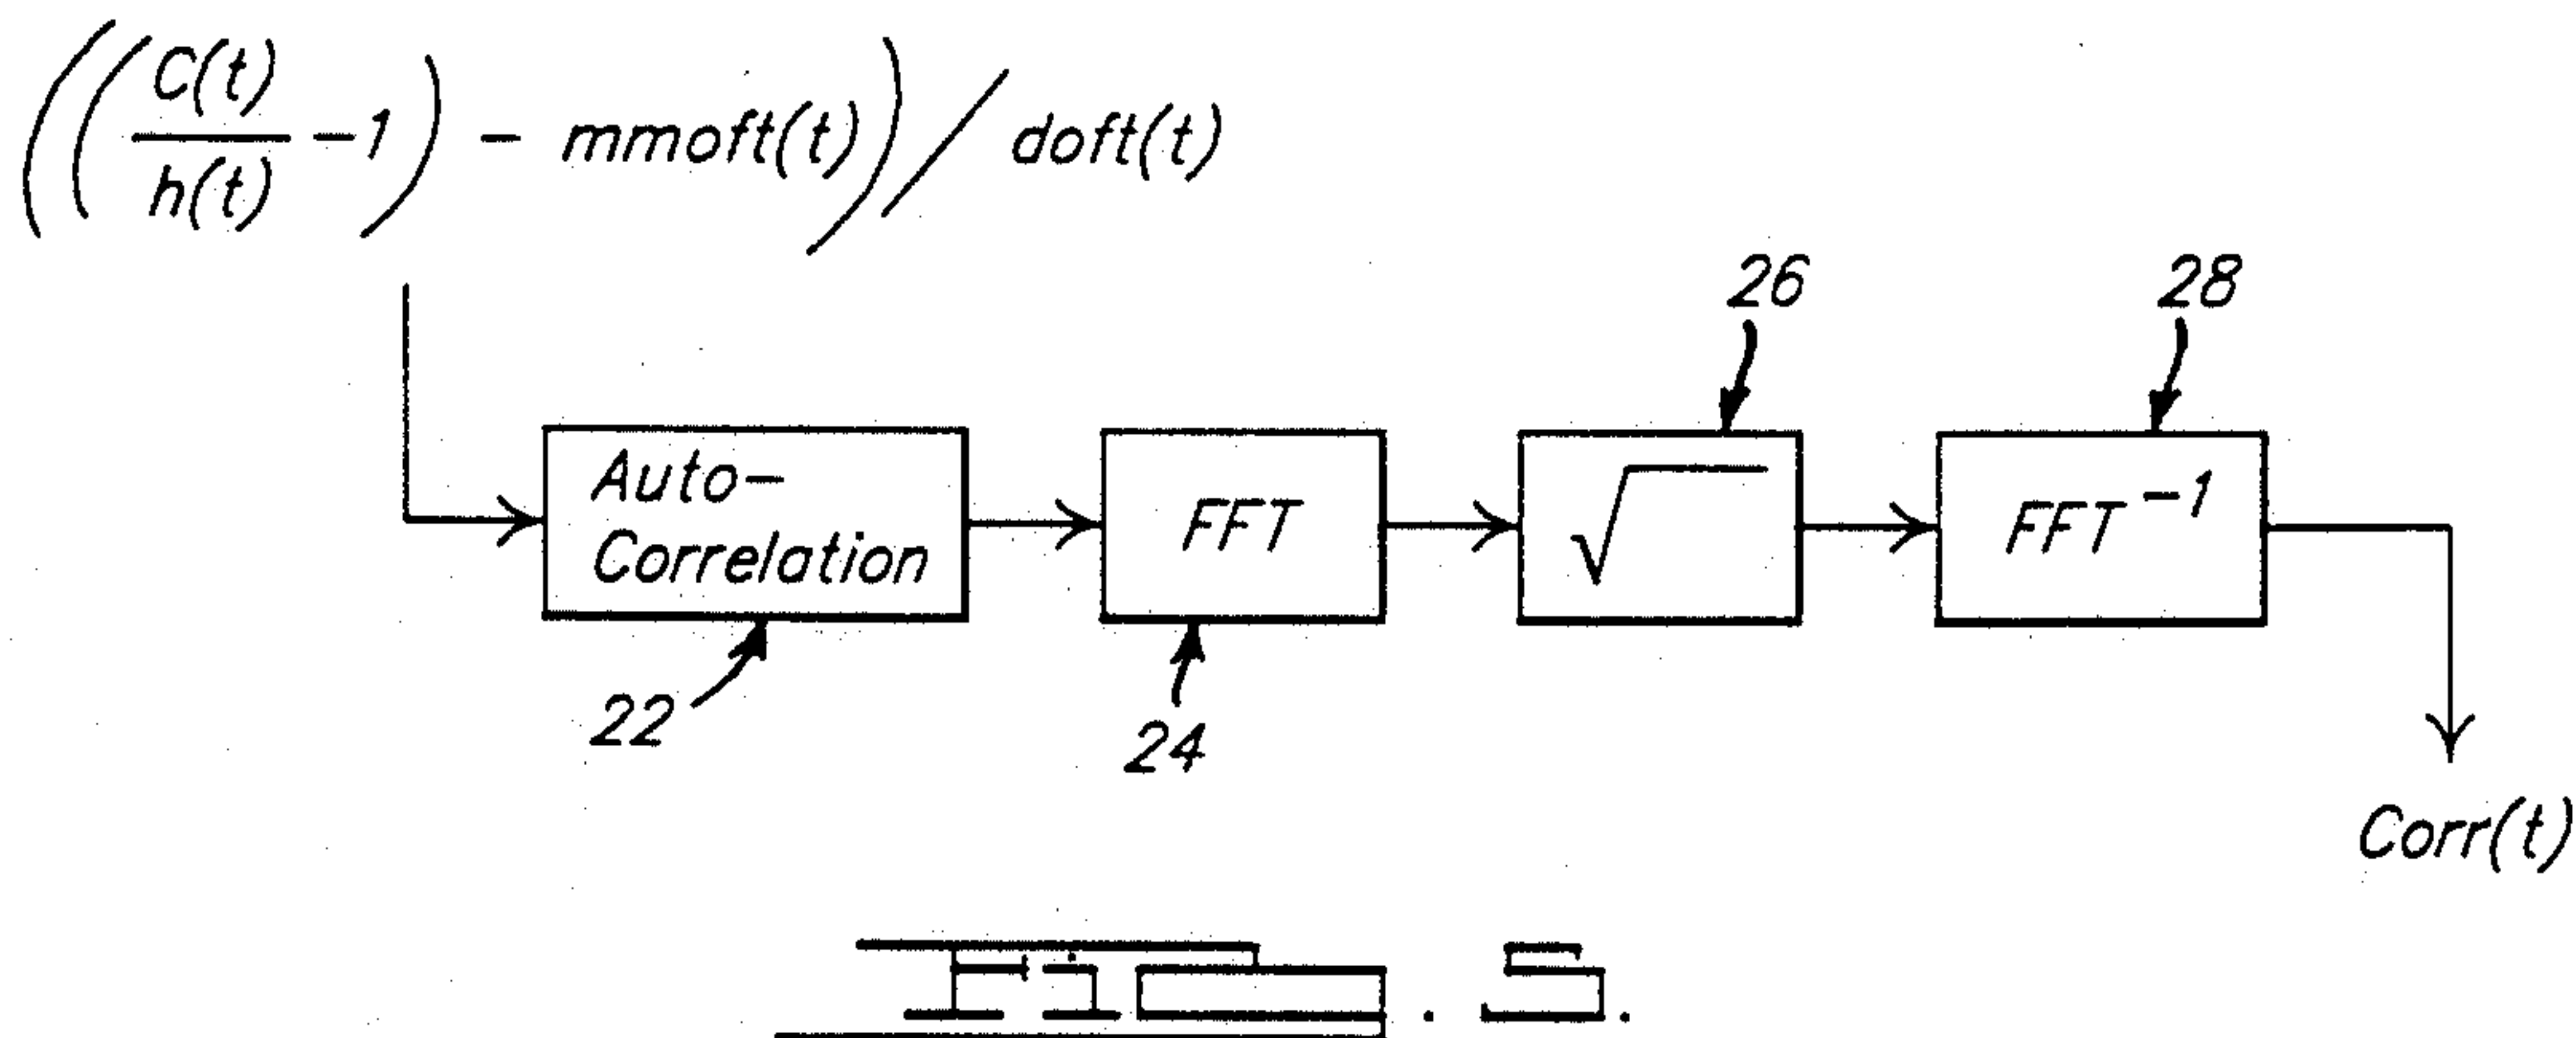 ((C(t)/h(t) -1) - mmoft(t)) / doft(t)
26
28
Auto-
Correlation
FFT
√
FFT⁻¹
22
24
Corr(t)
FIG. 5.